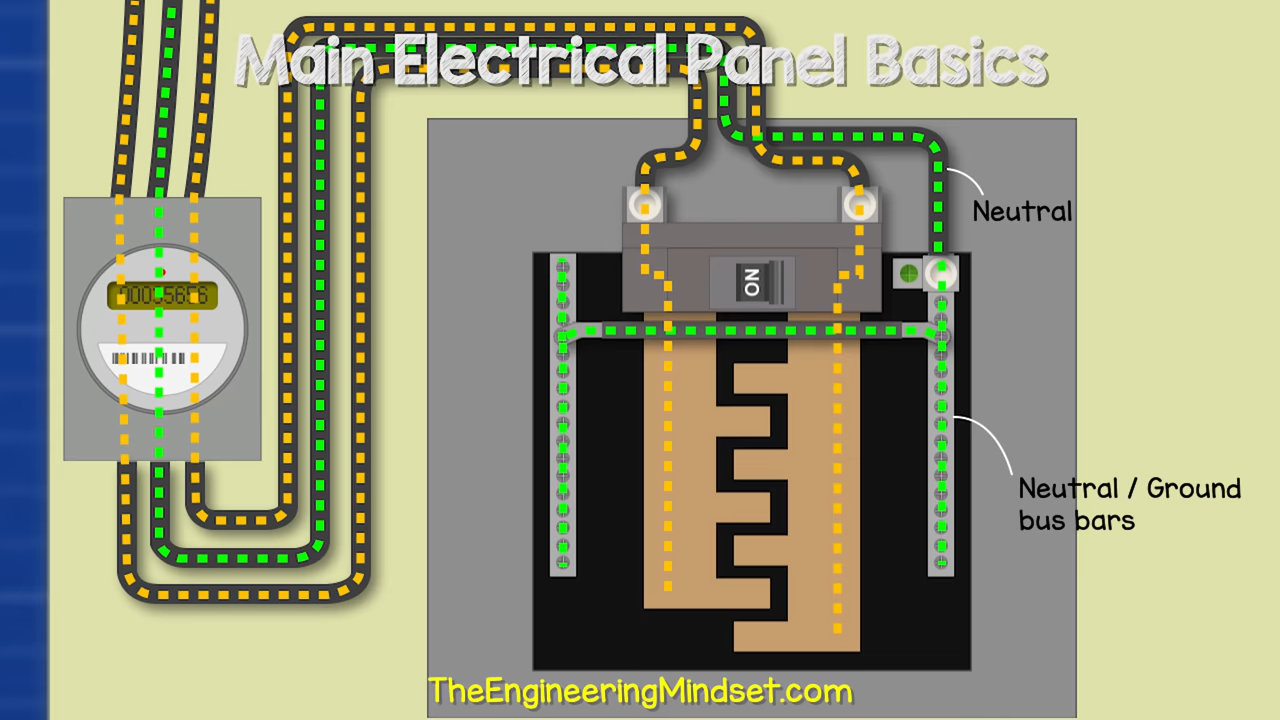 Main Electrical Panel Basics
Neutral
ON
Neutral / Ground
bus bars
TheEngineeringMindset.com